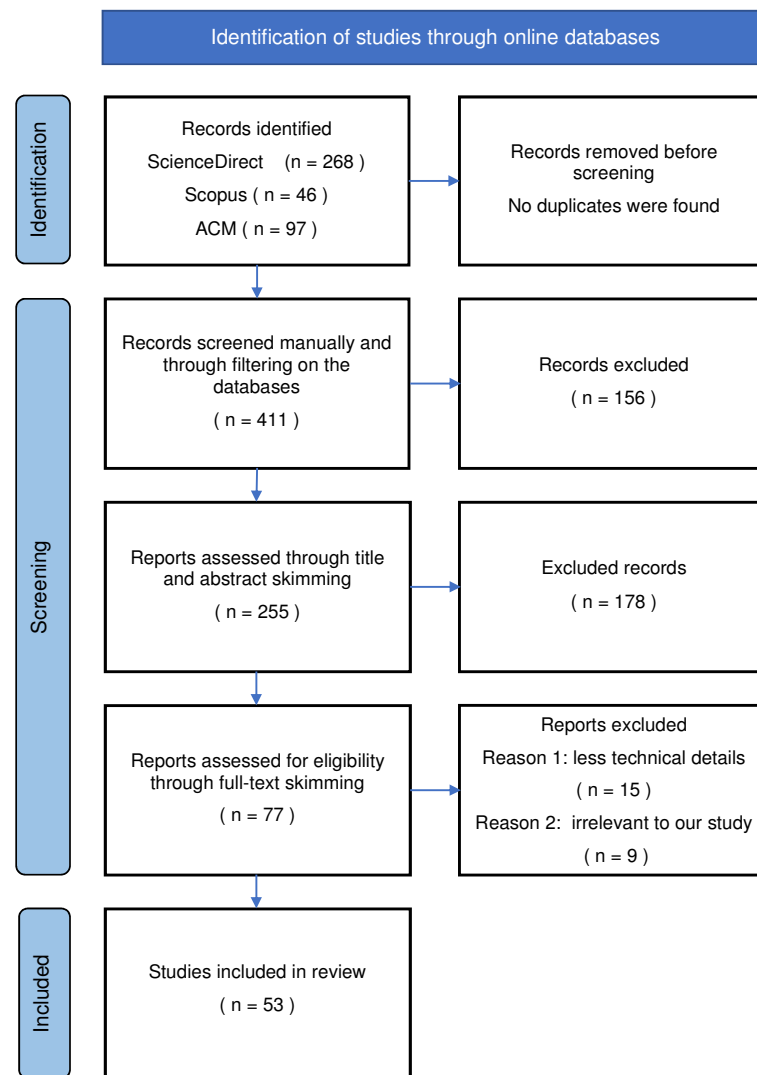 Identification of studies through online databases
Identification
Records identified
ScienceDirect (n = 268 )
Scopus ( n = 46 )
ACM ( n = 97 )
Records removed before
screening
No duplicates were found
Screening
Records screened manually and
through filtering on the
databases
( n = 411 )
Records excluded
( n = 156 )
Reports assessed through title
and abstract skimming
( n = 255 )
Excluded records
( n = 178 )
Reports assessed for eligibility
through full-text skimming
( n = 77 )
Reports excluded
Reason 1: less technical details
( n = 15 )
Reason 2: irrelevant to our study
( n = 9 )
Included
Studies included in review
( n = 53 )